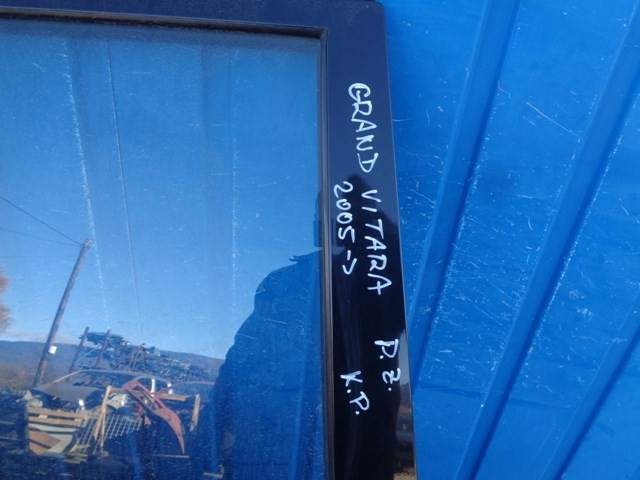 GRAND VITARA
2005->
D.Z.
K.P.